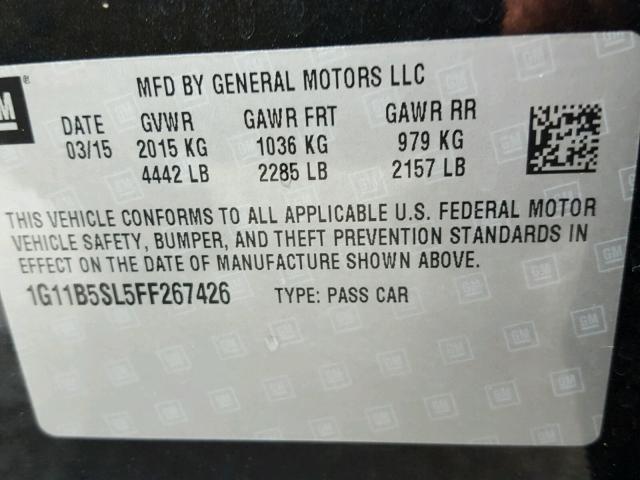 GM ®
MFD BY GENERAL MOTORS LLC
DATE GVWR GAWR FRT GAWR RR
03/15 2015 KG 1036 KG 979 KG
4442 LB 2285 LB 2157 LB
THIS VEHICLE CONFORMS TO ALL APPLICABLE U.S. FEDERAL MOTOR
VEHICLE SAFETY, BUMPER, AND THEFT PREVENTION STANDARDS IN
EFFECT ON THE DATE OF MANUFACTURE SHOWN ABOVE.
1G11B5SL5FF267426 TYPE: PASS CAR